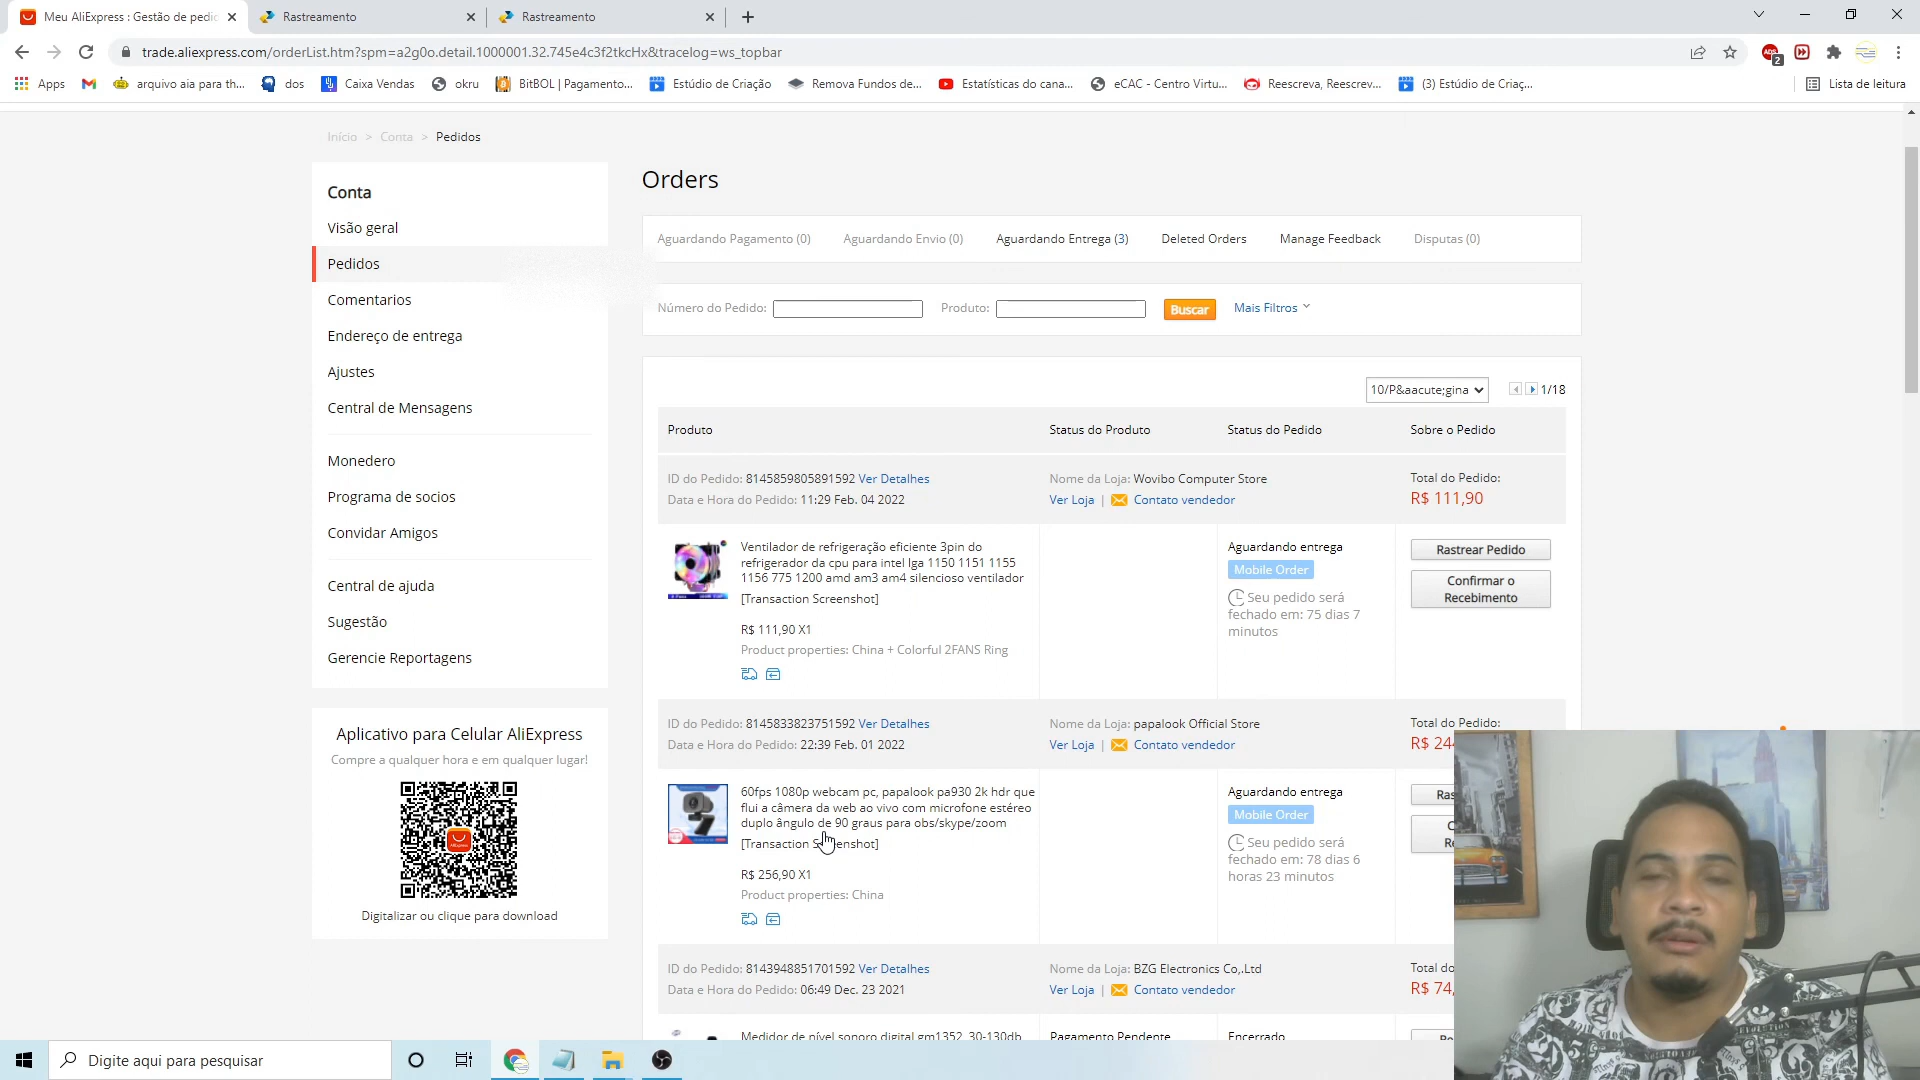 Meu AliExpress : Gestão de pedic
Rastreamento
Rastreamento
trade.aliexpress.com/orderList.htm?spm=a2g0o.detail.1000001.32.745e4c3f2tkcHx&tracelog=ws_topbar
2
Apps
arquivo aia para th...
dos
Caixa Vendas
okru
BitBOL | Pagamento...
Estúdio de Criação
Remova Fundos de...
Estatísticas do cana...
eCAC - Centro Virtu...
Reescreva, Reescrev...
(3) Estúdio de Criaç...
Lista de leitura
Início > Conta > Pedidos
Conta
Visão geral
Pedidos
Comentarios
Endereço de entrega
Ajustes
Central de Mensagens
Monedero
Programa de socios
Convidar Amigos
Central de ajuda
Sugestão
Gerencie Reportagens
Aplicativo para Celular AliExpress
Compre a qualquer hora e em qualquer lugar!
Digitalizar ou clique para download
Orders
Aguardando Pagamento (0) Aguardando Envio (0) Aguardando Entrega (3) Deleted Orders Manage Feedback Disputas (0)
Número do Pedido: Produto: Buscar Mais Filtros
10/P&aacute;gina 1/18
Produto Status do Produto Status do Pedido Sobre o Pedido
ID do Pedido: 8145859805891592 Ver Detalhes
Data e Hora do Pedido: 11:29 Feb. 04 2022
Nome da Loja: Wovibo Computer Store
Ver Loja | Contato vendedor
Total do Pedido:
R$ 111,90
Ventilador de refrigeração eficiente 3pin do
refrigerador da cpu para intel lga 1150 1151 1155
1156 775 1200 amd am3 am4 silencioso ventilador
[Transaction Screenshot]
R$ 111,90 X1
Product properties: China + Colorful 2FANS Ring
Aguardando entrega
Mobile Order
Seu pedido será
fechado em: 75 dias 7
minutos
Rastrear Pedido
Confirmar o
Recebimento
ID do Pedido: 8145833823751592 Ver Detalhes
Data e Hora do Pedido: 22:39 Feb. 01 2022
Nome da Loja: papalook Official Store
Ver Loja | Contato vendedor
Total do Pedido:
R$ 24
60fps 1080p webcam pc, papalook pa930 2k hdr que
flui a câmera da web ao vivo com microfone estéreo
duplo ângulo de 90 graus para obs/skype/zoom
[Transaction Screenshot]
R$ 256,90 X1
Product properties: China
Aguardando entrega
Mobile Order
Seu pedido será
fechado em: 78 dias 6
horas 23 minutos
Ras
ID do Pedido: 8143948851701592 Ver Detalhes
Data e Hora do Pedido: 06:49 Dec. 23 2021
Nome da Loja: BZG Electronics Co,.Ltd
Ver Loja | Contato vendedor
Total do
R$ 74,
Medidor de nível sonoro digital gm1352, 30-130db
Pagamento Pendente
Encerrado
Digite aqui para pesquisar